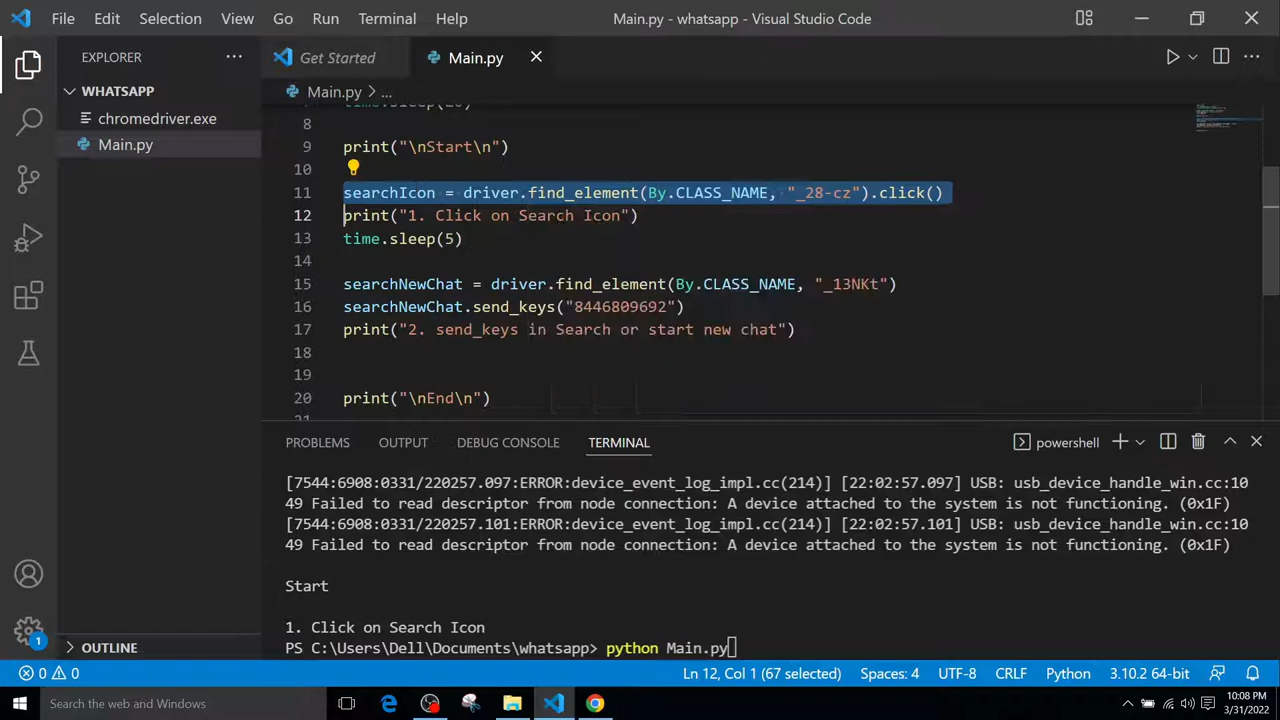 File Edit Selection View Go Run Terminal Help Main.py - whatsapp - Visual Studio Code
EXPLORER
Get Started
Main.py
WHATSAPP
Main.py > ...
chromedriver.exe
Main.py
8
9 print("\nStart\n")
10
11 searchIcon = driver.find_element(By.CLASS_NAME, "_28-cz").click()
12 print("1. Click on Search Icon")
13 time.sleep(5)
14
15 searchNewChat = driver.find_element(By.CLASS_NAME, "_13NKt")
16 searchNewChat.send_keys("8446809692")
17 print("2. send_keys in Search or start new chat")
18
19
20 print("\nEnd\n")
PROBLEMS OUTPUT DEBUG CONSOLE TERMINAL powershell
[7544:6908:0331/220257.097:ERROR:device_event_log_impl.cc(214)] [22:02:57.097] USB: usb_device_handle_win.cc:10
49 Failed to read descriptor from node connection: A device attached to the system is not functioning. (0x1F)
[7544:6908:0331/220257.101:ERROR:device_event_log_impl.cc(214)] [22:02:57.101] USB: usb_device_handle_win.cc:10
49 Failed to read descriptor from node connection: A device attached to the system is not functioning. (0x1F)
Start
1. Click on Search Icon
PS C:\Users\Dell\Documents\whatsapp> python Main.py
OUTLINE
1
0 0 Ln 12, Col 1 (67 selected) Spaces: 4 UTF-8 CRLF Python 3.10.2 64-bit
Search the web and Windows
10:08 PM
3/31/2022